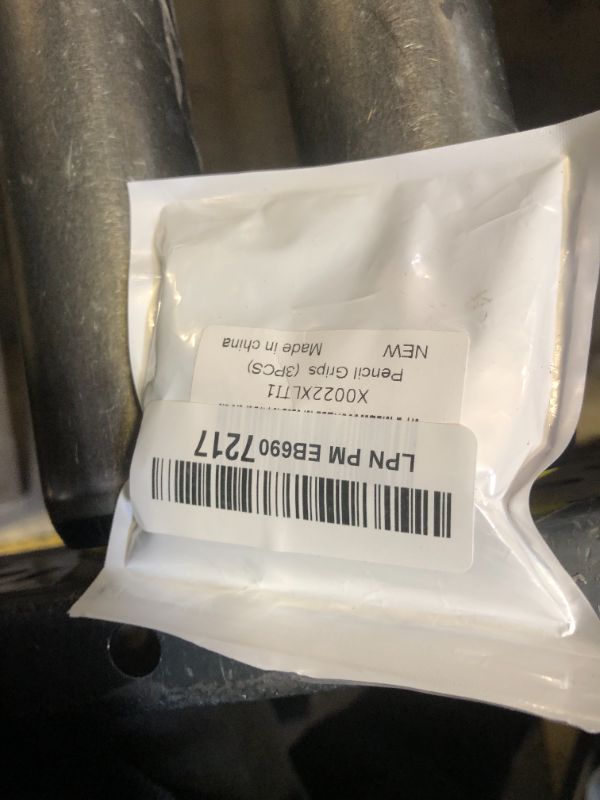 LPN PM EB690 7217
X0022XLTI1
Pencil Grips (3PCS)
NEW Made in china